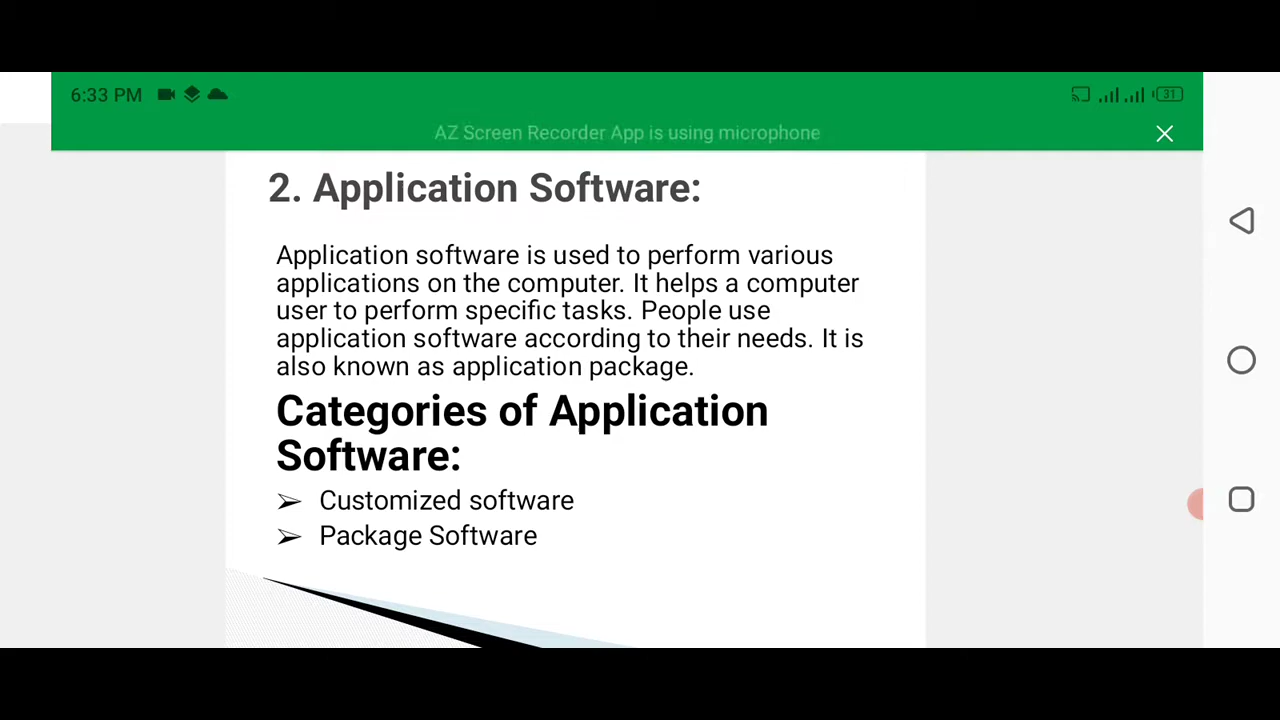 6:33 PM
31
AZ Screen Recorder App is using microphone
2. Application Software:
Application software is used to perform various
applications on the computer. It helps a computer
user to perform specific tasks. People use
application software according to their needs. It is
also known as application package.
Categories of Application
Software:
➢ Customized software
➢ Package Software